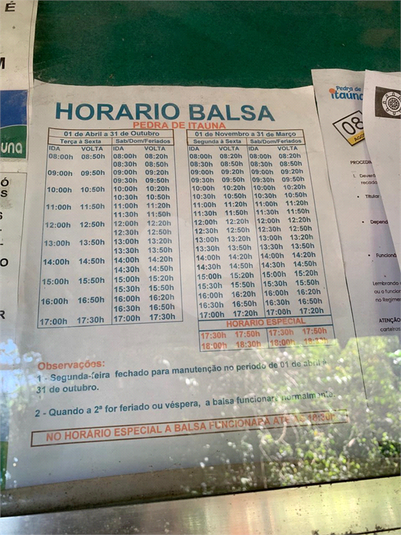 HORARIO BALSA
PEDRA DE ITAUNA
01 de Abril a 31 de Outubro 01 de Novembro a 31 de Março
Terça à Sexta Sab/Dom/Feriados Segunda à Sexta Sab/Dom/Feriados
IDA VOLTA IDA VOLTA IDA VOLTA IDA VOLTA
08:00h 08:50h 08:00h 08:20h 08:00h 08:20h 08:00h 08:20h
08:30h 08:50h 08:30h 08:50h 08:30h 08:50h
09:00h 09:50h 09:00h 09:20h 09:00h 09:20h 09:00h 09:20h
09:30h 09:50h 09:30h 09:50h 09:30h 09:50h
10:00h 10:50h 10:00h 10:20h 10:00h 10:20h 10:00h 10:20h
10:30h 10:50h 10:30h 10:50h 10:30h 10:50h
11:00h 11:50h 11:00h 11:20h 11:00h 11:20h 11:00h 11:20h
11:30h 11:50h 11:30h 11:50h 11:30h 11:50h
12:00h 12:50h 12:00h 12:20h 12:00h 12:20h 12:00h 12:20h
12:30h 12:50h 12:30h 12:50h 12:30h 12:50h
13:00h 13:50h 13:00h 13:20h 13:00h 13:20h 13:00h 13:20h
13:30h 13:50h 13:30h 13:50h 13:30h 13:50h
14:00h 14:50h 14:00h 14:20h 14:00h 14:20h 14:00h 14:20h
14:30h 14:50h 14:30h 14:50h 14:30h 14:50h
15:00h 15:50h 15:00h 15:20h 15:00h 15:20h 15:00h 15:20h
15:30h 15:50h 15:30h 15:50h 15:30h 15:50h
16:00h 16:50h 16:00h 16:20h 16:00h 16:20h 16:00h 16:20h
16:30h 16:50h 16:30h 16:50h 16:30h 16:50h
17:00h 17:30h 17:00h 17:30h 17:00h 17:20h 17:00h 17:20h
HORARIO ESPECIAL
17:30h 17:50h 17:30h 17:50h
18:00h 18:30h 18:00h
Observações:
1 - Segunda-feira fechado para manutenção no periodo de 01 de abril a
31 de outubro.
2 - Quando a 2ª for feriado ou véspera, a balsa funcionar normalmente.
NO HORÁRIO ESPECIAL A BALSA FUNCIONARÁ ATÉ
Pedra de
itauna
08
PROCED
Titular
Depend
Funciona
ATENÇÃO